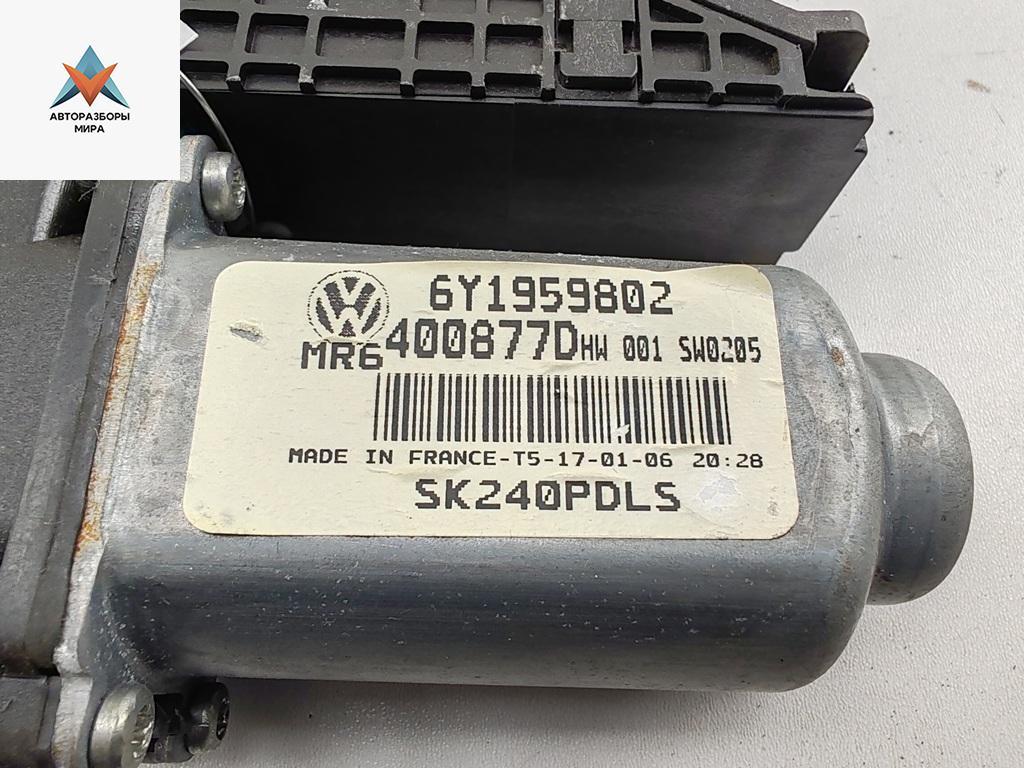 АВТОРАЗБОРЫ
МИРА
6Y1959802
MR6 400877D HW 001 SW0205
MADE IN FRANCE-T5-17-01-06 20:28
SK240PDLS